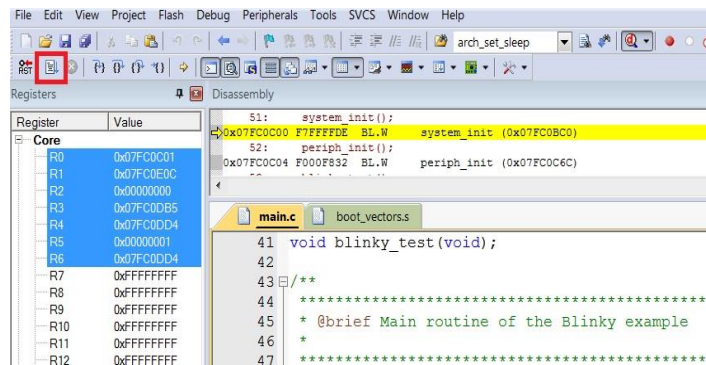 File Edit View Project Flash Debug Peripherals Tools SVCS Window Help
arch_set_sleep
RST
Registers
Disassembly
Register Value
51: system_init();
0x07FC0C00 F7FFFFDE BL.W system_init (0x07FC0BC0)
52: periph_init();
0x07FC0C04 F000F832 BL.W periph_init (0x07FC0C6C)
Core
R0 0x07FC0C01
R1 0x07FC0E0C
R2 0x00000000
R3 0x07FC0DB5
R4 0x07FC0DD4
R5 0x00000001
R6 0x07FC0DD4
R7 0xFFFFFFFF
R8 0xFFFFFFFF
R9 0xFFFFFFFF
R10 0xFFFFFFFF
R11 0xFFFFFFFF
R12 0xFFFFFFFF
main.c boot_vectors.s
41 void blinky_test(void);
42
43 /**
44 ************************************************
45 * @brief Main routine of the Blinky example
46 *
47 ************************************************